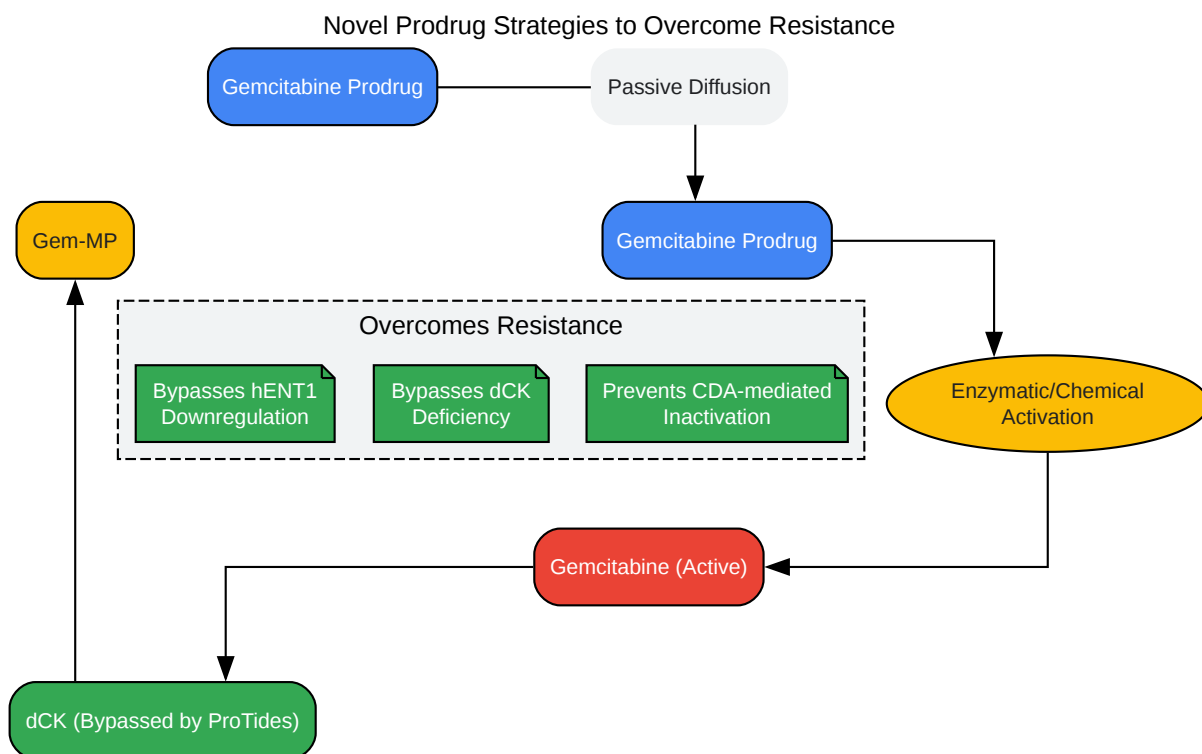 Novel Prodrug Strategies to Overcome Resistance
Gemcitabine Prodrug
Passive Diffusion
Gem-MP
Gemcitabine Prodrug
Overcomes Resistance
Bypasses hENT1
Downregulation
Bypasses dCK
Deficiency
Prevents CDA-mediated
Inactivation
Enzymatic/Chemical
Activation
Gemcitabine (Active)
dCK (Bypassed by ProTides)